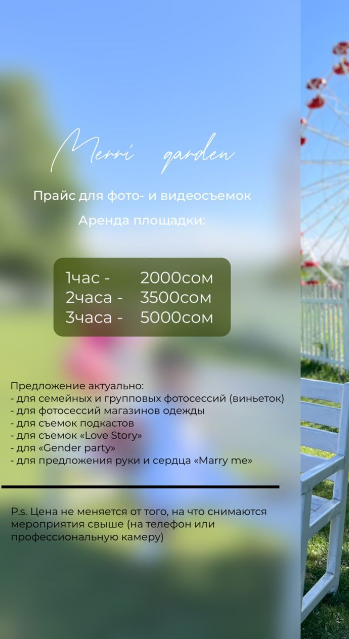 Merri garden
Прайс для фото- и видеосъемок
Аренда площадки:
1час - 2000сом
2часа - 3500сом
3часа - 5000сом
Предложение актуально:
- для семейных и групповых фотосессий (виньеток)
- для фотосессий магазинов одежды
- для съемок подкастов
- для съемок «Love Story»
- для «Gender party»
- для предложения руки и сердца «Marry me»
P.s. Цена не меняется от того, на что снимаются
мероприятия свыше (на телефон или
профессиональную камеру)